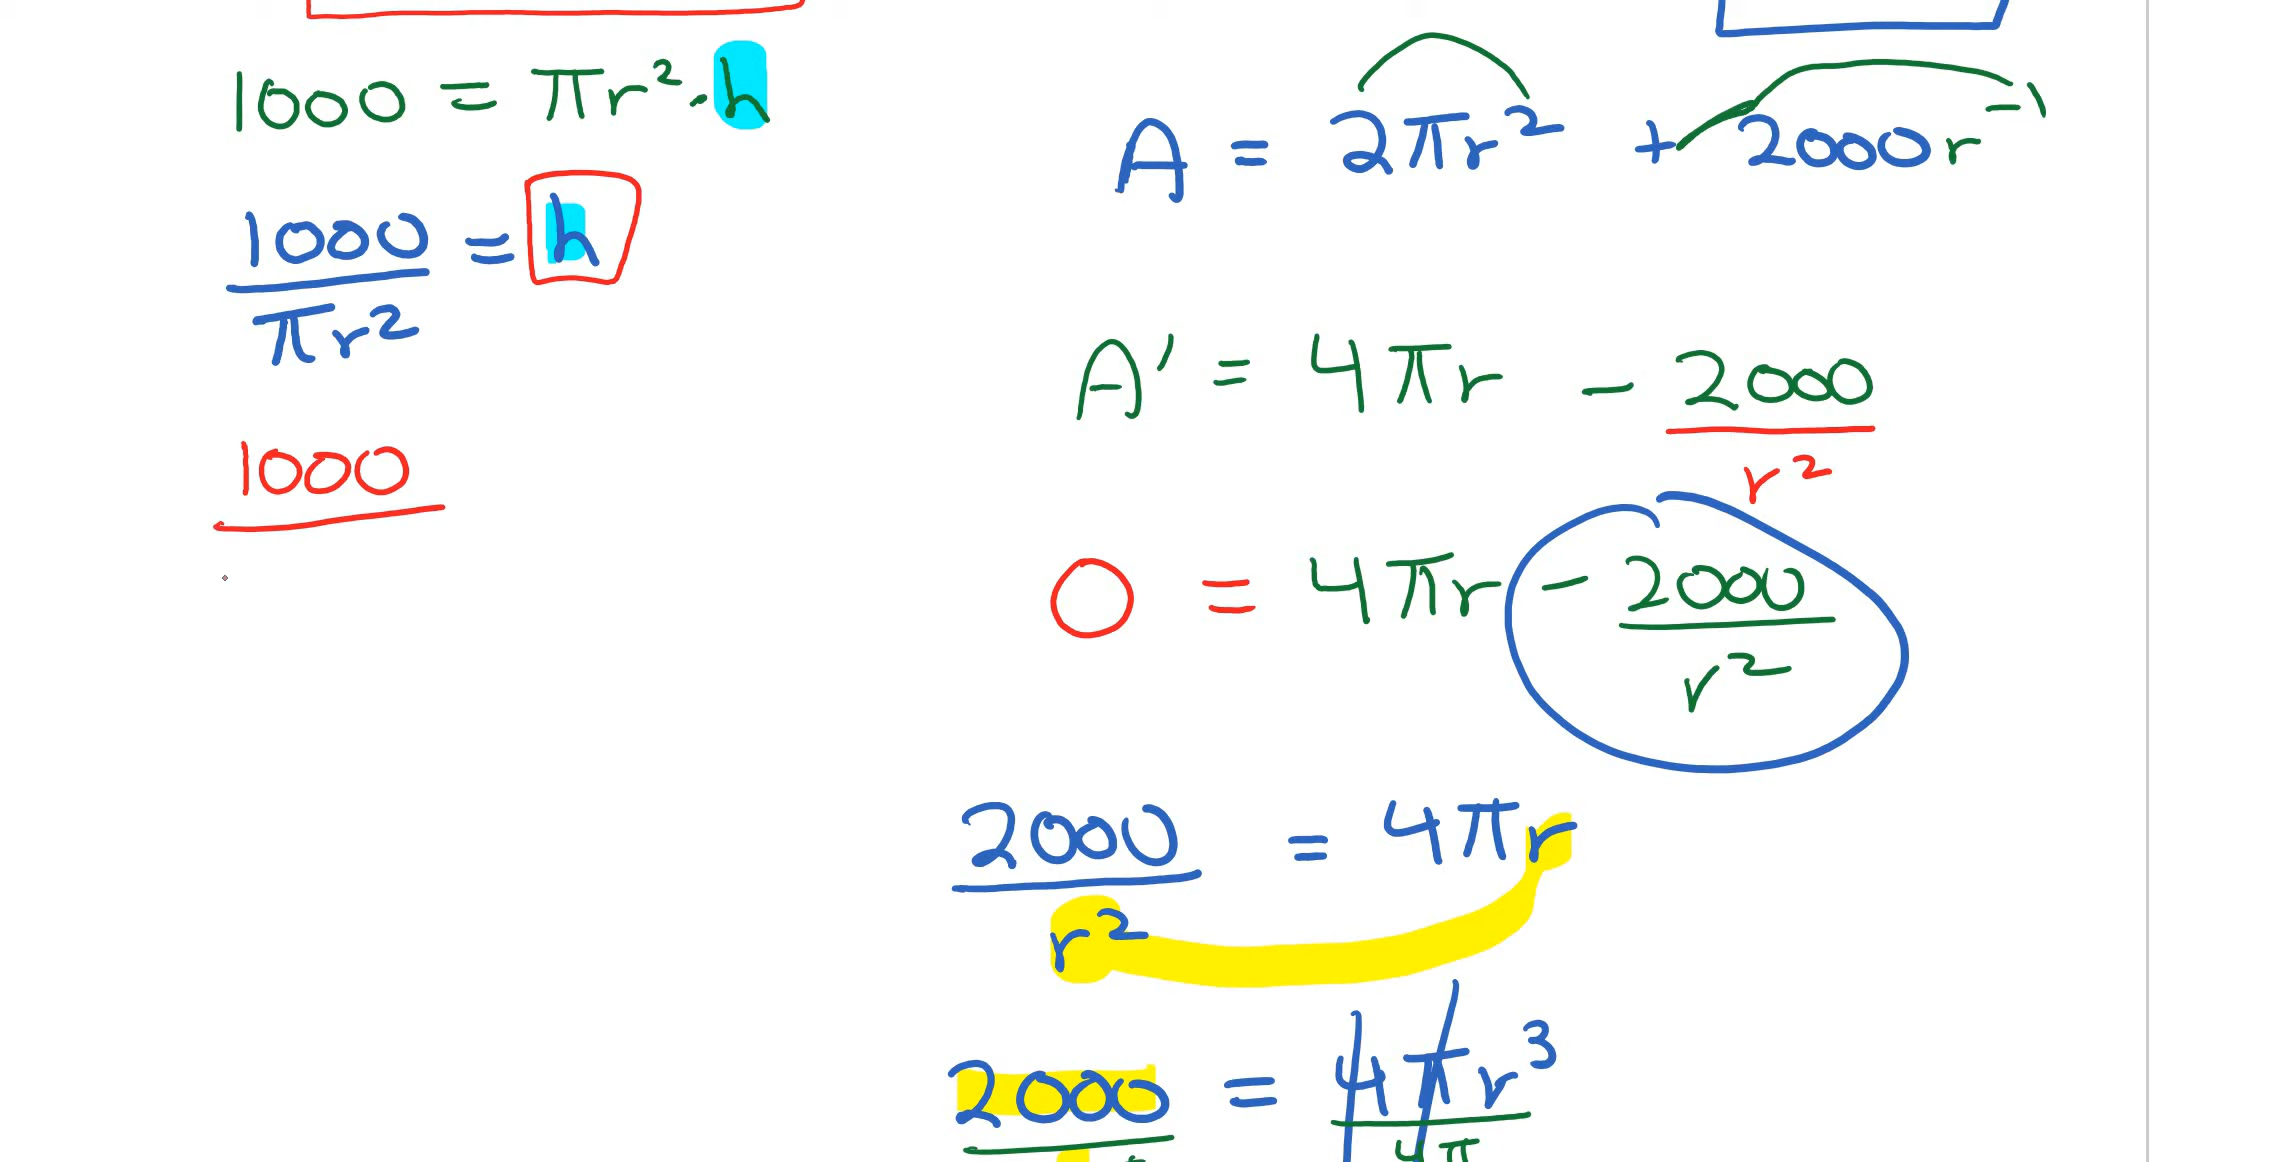 1000 = πr² · h
1000 / πr² = h
1000
A = 2πr² + 2000r⁻¹
A' = 4πr - 2000 / r²
0 = 4πr - 2000 / r²
2000 / r² = 4πr
2000 = 4πr³
4π